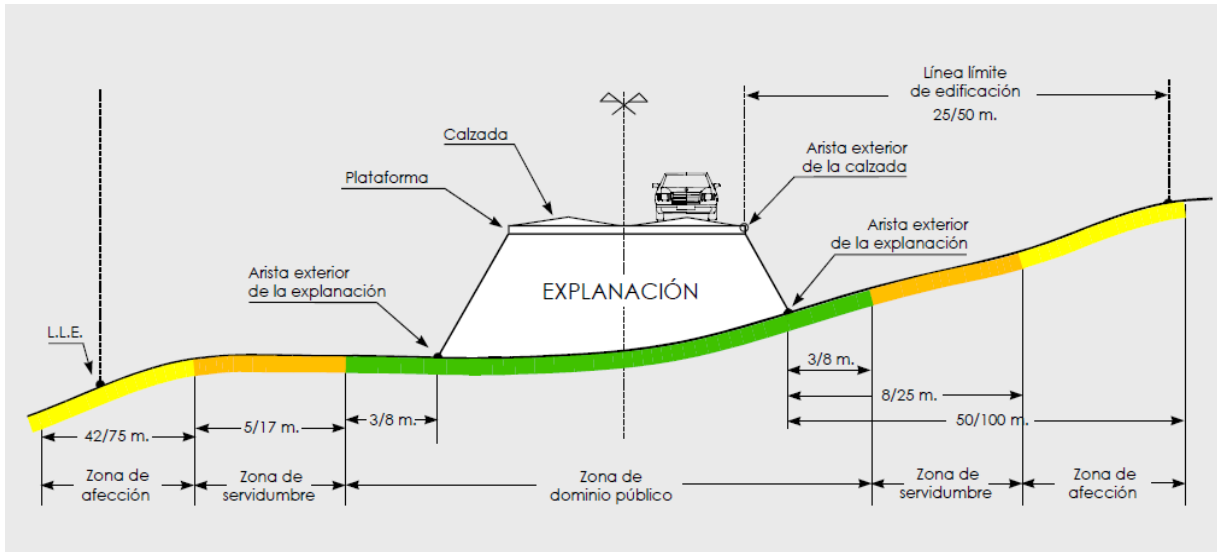 Línea límite
de edificación
25/50 m.
Calzada
Arista exterior
de la calzada
Plataforma
Arista exterior
de la explanación
Arista exterior
de la explanación
EXPLANACIÓN
L.L.E.
3/8 m.
8/25 m.
3/8 m.
50/100 m.
42/75 m.
5/17 m.
Zona de
afección
Zona de
servidumbre
Zona de
dominio público
Zona de
servidumbre
Zona de
afección